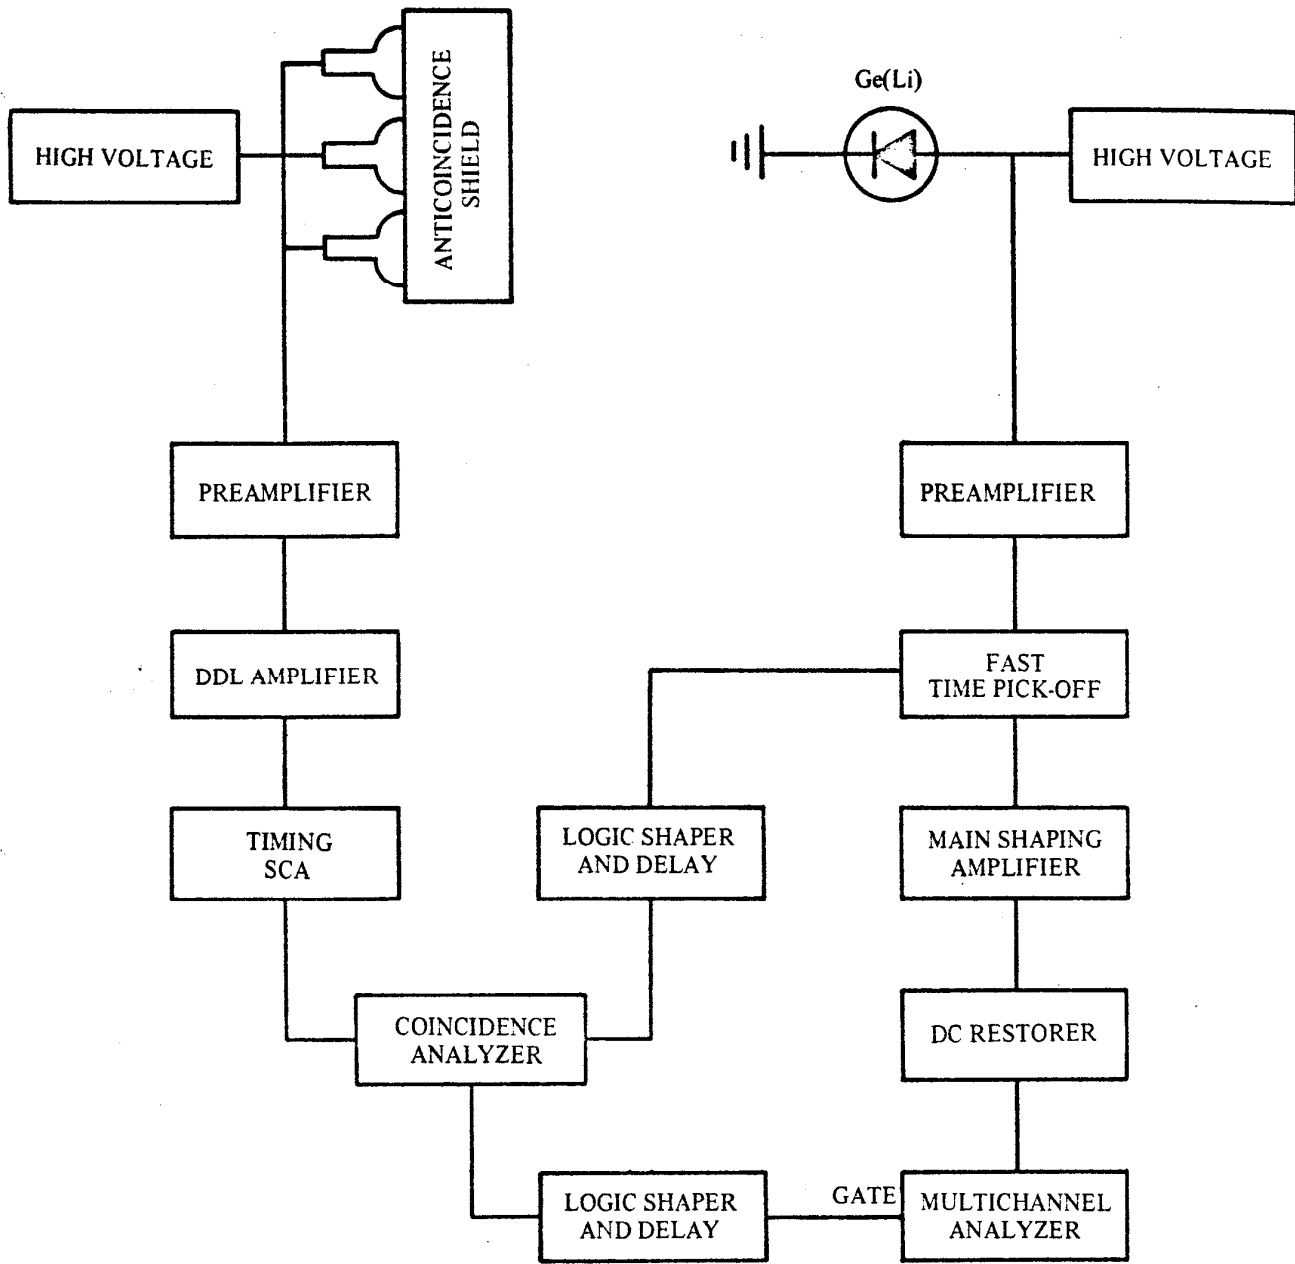 Ge(Li)
HIGH VOLTAGE
ANTICOINCIDENCE
SHIELD
HIGH VOLTAGE
PREAMPLIFIER
PREAMPLIFIER
DDL AMPLIFIER
FAST
TIME PICK-OFF
TIMING
SCA
LOGIC SHAPER
AND DELAY
MAIN SHAPING
AMPLIFIER
COINCIDENCE
ANALYZER
DC RESTORER
LOGIC SHAPER
AND DELAY
GATE
MULTICHANNEL
ANALYZER